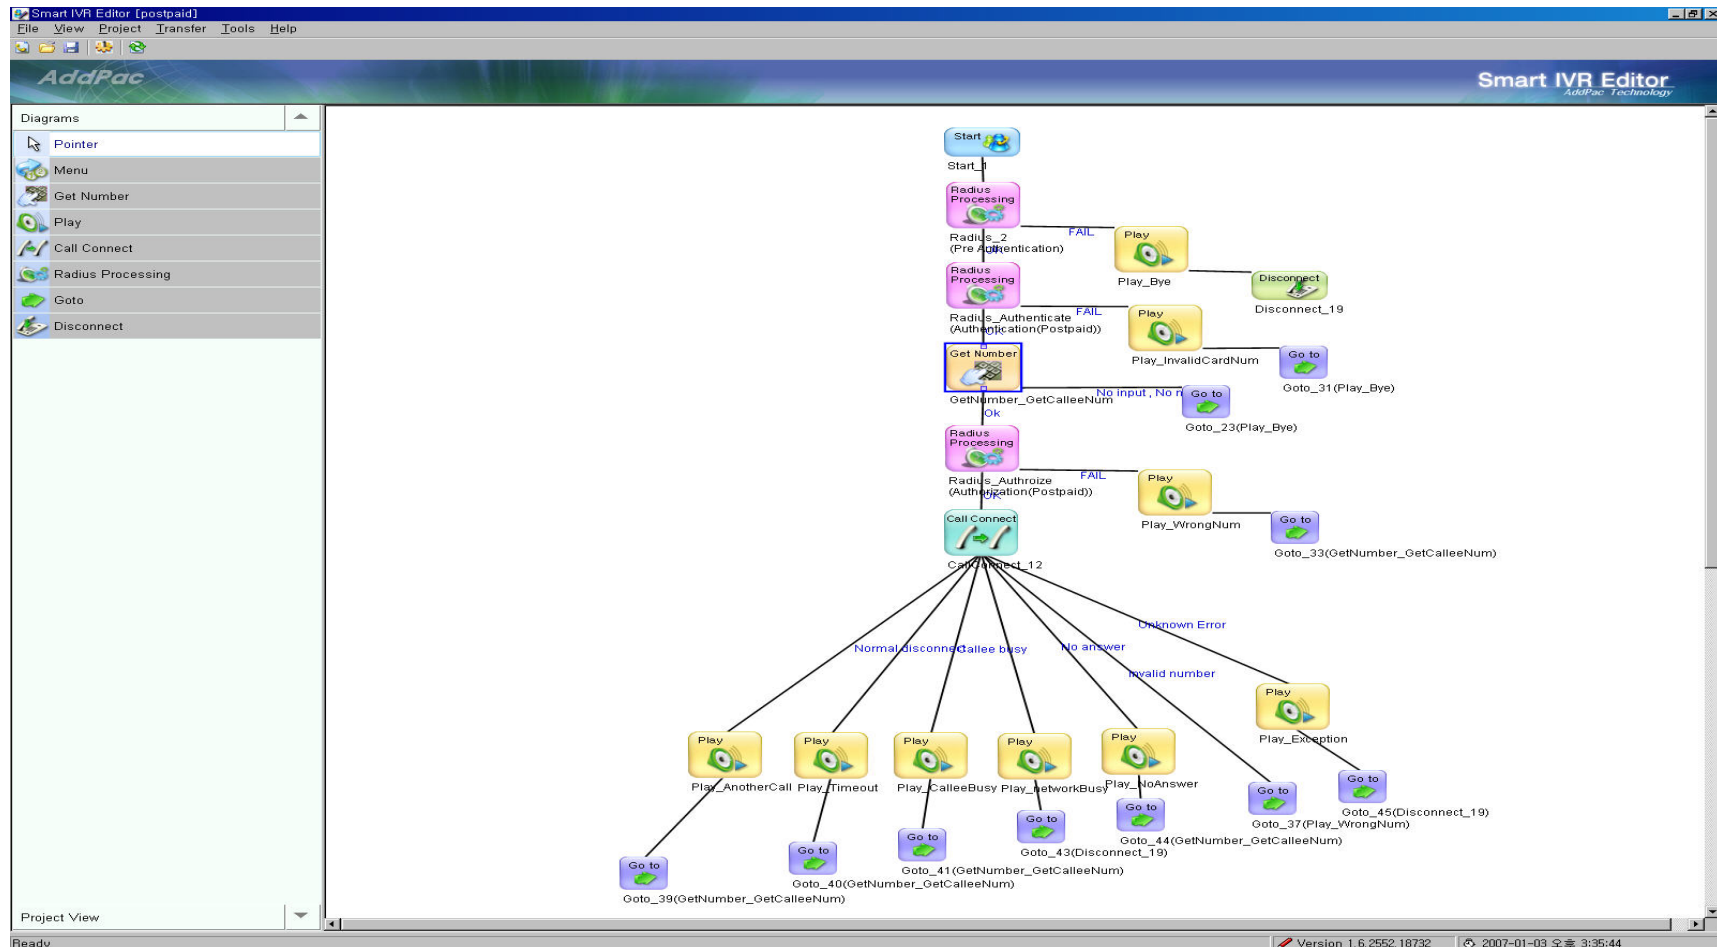 Smart IVR Editor [postpaid]
File View Project Transfer Tools Help
AddPac
Smart IVR Editor
AddPac Technology
Diagrams
Pointer
Menu
Get Number
Play
Call Connect
Radius Processing
Goto
Disconnect
Project View
Start
Start_1
Radius
Processing
Radius_2
(Pre Authentication)
FAIL
Play
Play_Bye
Disconnect
Disconnect_19
Radius
Processing
Radius_Authenticate
(Authentication(Postpaid))
OK
FAIL
Play
Play_InvalidCardNum
Go to
Goto_31(Play_Bye)
Get Number
GetNumber_GetCalleeNum
Ok
No input , No
Go to
Goto_23(Play_Bye)
Radius
Processing
Radius_Authroize
(Authorization(Postpaid))
OK
FAIL
Play
Play_WrongNum
Go to
Goto_33(GetNumber_GetCalleeNum)
Call Connect
CallConnect_12
Unknown Error
Normal disconnect
Callee busy
No answer
Invalid number
Play
Play_Exception
Play
Play_AnotherCall
Play
Play_Timeout
Play
Play_CalleeBusy
Play
Play_networkBusy
Play
Play_NoAnswer
Go to
Goto_45(Disconnect_19)
Go to
Goto_37(Play_WrongNum)
Go to
Goto_44(GetNumber_GetCalleeNum)
Go to
Goto_43(Disconnect_19)
Go to
Goto_41(GetNumber_GetCalleeNum)
Go to
Goto_40(GetNumber_GetCalleeNum)
Go to
Goto_39(GetNumber_GetCalleeNum)
Ready
Version 1.6.2552.18732
2007-01-03 오후 3:35:44